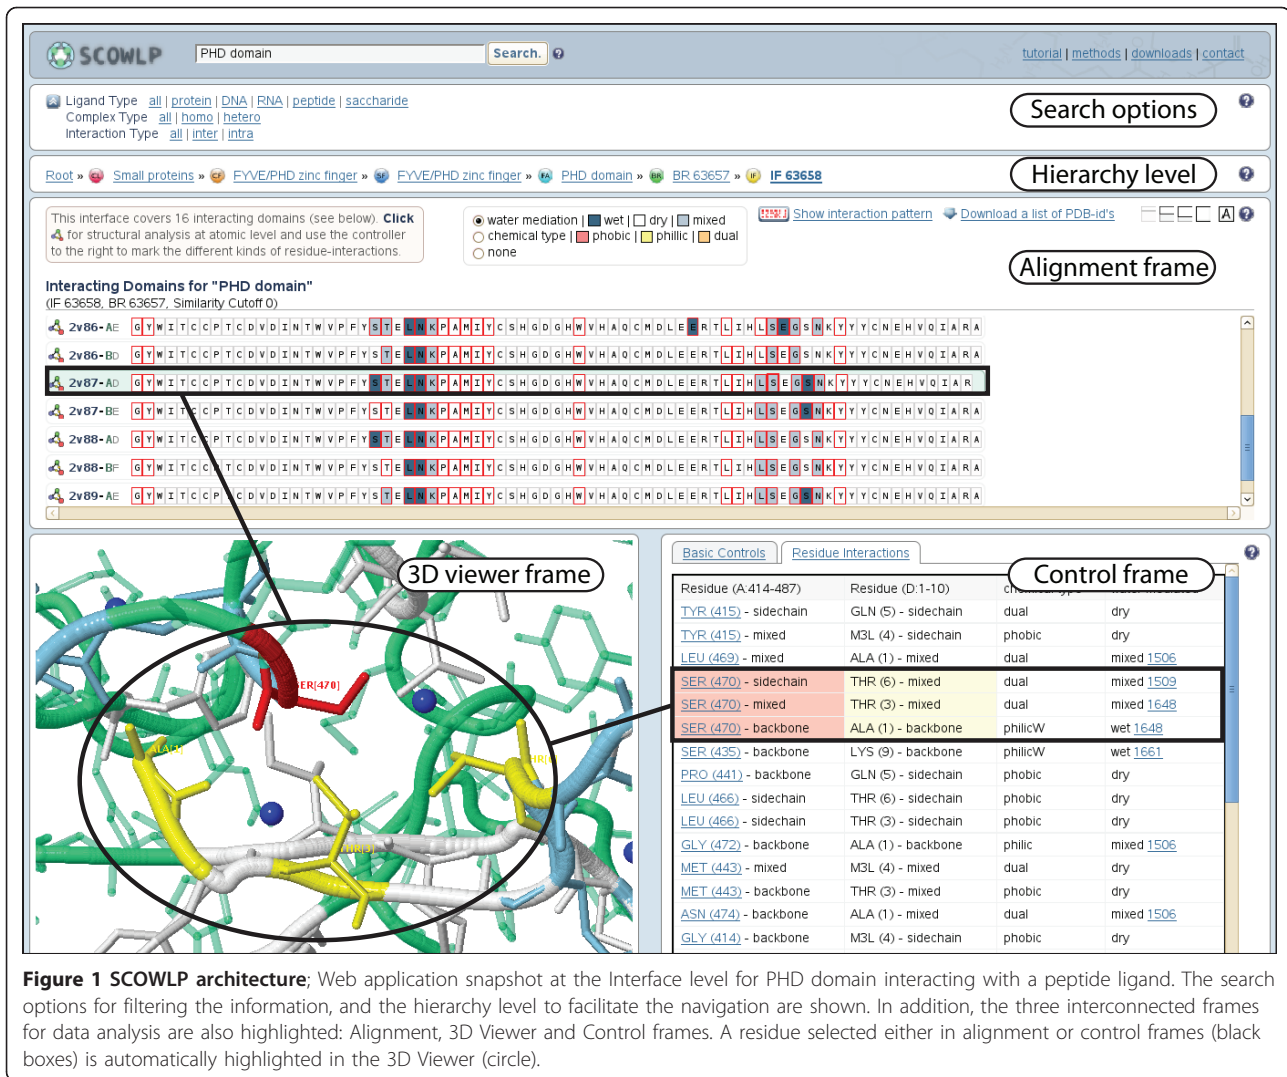 SCOWLP
PHD domain
Search.
tutorial | methods | downloads | contact
Ligand Type all | protein | DNA | RNA | peptide | saccharide
Complex Type all | homo | hetero
Interaction Type all | inter | intra
Search options
Root » CL Small proteins » CF FYVE/PHD zinc finger » SF FYVE/PHD zinc finger » FA PHD domain » BR BR 63657 » IF IF 63658
Hierarchy level
This interface covers 16 interacting domains (see below). Click
for structural analysis at atomic level and use the controller
to the right to mark the different kinds of residue-interactions.
water mediation | wet | dry | mixed
chemical type | phobic | phillic | dual
none
Show interaction pattern Download a list of PDB-id's A
Alignment frame
Interacting Domains for "PHD domain"
(IF 63658, BR 63657, Similarity Cutoff 0)
2v86-AE GYWITCCPTCDVDINTWVPFYSTELNKPAMIYCSHGDGHWVHAQCMDLEERTLIHLSEGSNKYYYCNEHVQIARA
2v86-BD GYWITCCPTCDVDINTWVPFYSTELNKPAMIYCSHGDGHWVHAQCMDLEERTLIHLSEGSNKYYYCNEHVQIARA
2v87-AD GYWITCCPTCDVDINTWVPFYSTELNKPAMIYCSHGDGHWVHAQCMDLEERTLIHLSEGSNKYYYCNEHVQIAR
2v87-BE GYWITCCPTCDVDINTWVPFYSTELNKPAMIYCSHGDGHWVHAQCMDLEERTLIHLSEGSNKYYYCNEHVQIARA
2v88-AD GYWITCCPTCDVDINTWVPFYSTELNKPAMIYCSHGDGHWVHAQCMDLEERTLIHLSEGSNKYYYCNEHVQIARA
2v88-BF GYWITCCPTCDVDINTWVPFYSTELNKPAMIYCSHGDGHWVHAQCMDLEERTLIHLSEGSNKYYYCNEHVQIARA
2v89-AE GYWITCCPTCDVDINTWVPFYSTELNKPAMIYCSHGDGHWVHAQCMDLEERTLIHLSEGSNKYYYCNEHVQIARA
3D viewer frame
SER[470]
ALA[1]
THR[3]
Basic Controls Residue Interactions
Control frame
Residue (A:414-487) Residue (D:1-10)
TYR (415) - sidechain GLN (5) - sidechain dual dry
TYR (415) - mixed M3L (4) - sidechain phobic dry
LEU (469) - mixed ALA (1) - mixed dual mixed 1506
SER (470) - sidechain THR (6) - mixed dual mixed 1509
SER (470) - mixed THR (3) - mixed dual mixed 1648
SER (470) - backbone ALA (1) - backbone philicW wet 1648
SER (435) - backbone LYS (9) - backbone philicW wet 1661
PRO (441) - backbone GLN (5) - sidechain phobic dry
LEU (466) - sidechain THR (6) - sidechain phobic dry
LEU (466) - sidechain THR (3) - sidechain phobic dry
GLY (472) - backbone ALA (1) - backbone philic mixed 1506
MET (443) - mixed M3L (4) - mixed dual dry
MET (443) - backbone THR (3) - mixed phobic dry
ASN (474) - backbone ALA (1) - mixed dual mixed 1506
GLY (414) - backbone M3L (4) - sidechain phobic dry
Figure 1 SCOWLP architecture; Web application snapshot at the Interface level for PHD domain interacting with a peptide ligand. The search
options for filtering the information, and the hierarchy level to facilitate the navigation are shown. In addition, the three interconnected frames
for data analysis are also highlighted: Alignment, 3D Viewer and Control frames. A residue selected either in alignment or control frames (black
boxes) is automatically highlighted in the 3D Viewer (circle).